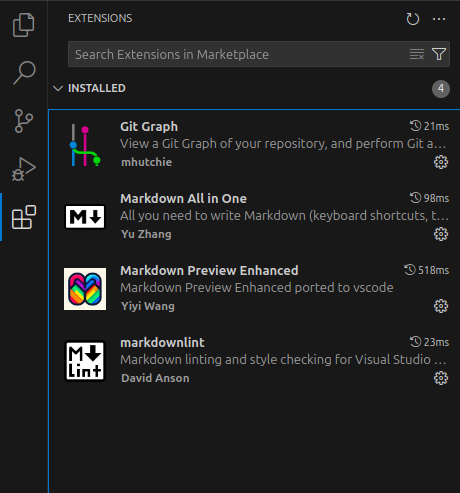 EXTENSIONS
Search Extensions in Marketplace
INSTALLED 4
Git Graph 21ms
View a Git Graph of your repository, and perform Git a...
mhutchie
Markdown All in One 98ms
All you need to write Markdown (keyboard shortcuts, t...
Yu Zhang
Markdown Preview Enhanced 518ms
Markdown Preview Enhanced ported to vscode
Yiyi Wang
M
markdownlint 23ms
Markdown linting and style checking for Visual Studio ...
David Anson
M
lint